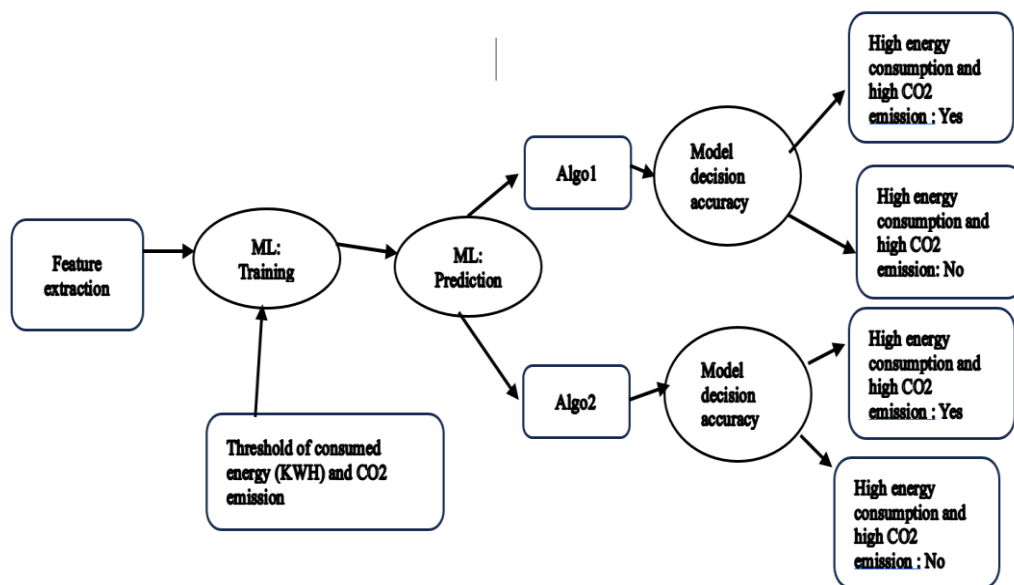 Feature
extraction
ML:
Training
Threshold of consumed
energy (KWH) and CO2
emission
ML:
Prediction
Algo1
Model
decision
accuracy
High energy
consumption and
high CO2
emission : Yes
High energy
consumption and
high CO2
emission: No
Algo2
Model
decision
accuracy
High energy
consumption and
high CO2
emission : Yes
High energy
consumption and
high CO2
emission : No